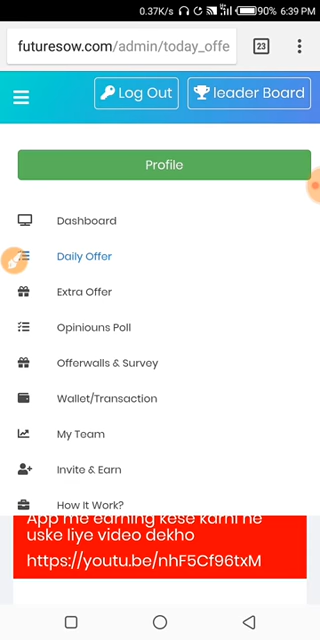 0.37K/s 90% 6:39 PM
futuresow.com/admin/today_offe 23
Log Out leader Board
Profile
Dashboard
Daily Offer
Extra Offer
Opiniouns Poll
Offerwalls & Survey
Wallet/Transaction
My Team
Invite & Earn
How It Work?
App me earning kese karni he
uske liye video dekho
https://youtu.be/nhF5Cf96txM